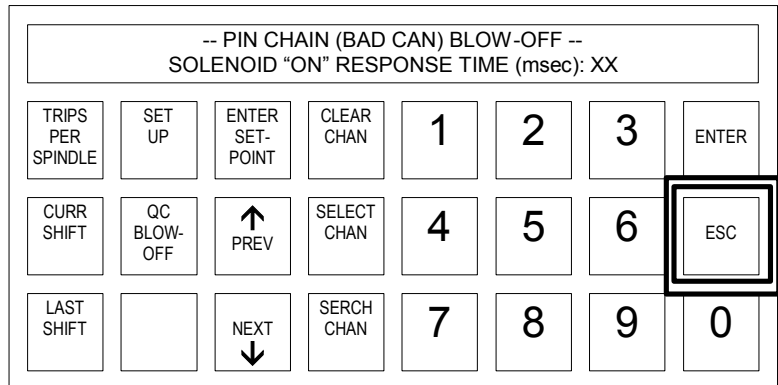 -- PIN CHAIN (BAD CAN) BLOW-OFF --
SOLENOID “ON” RESPONSE TIME (msec): XX
TRIPS
PER
SPINDLE
SET
UP
ENTER
SET-
POINT
CLEAR
CHAN
1
2
3
ENTER
CURR
SHIFT
QC
BLOW-
OFF
↑
PREV
SELECT
CHAN
4
5
6
ESC
LAST
SHIFT
NEXT
↓
SERCH
CHAN
7
8
9
0